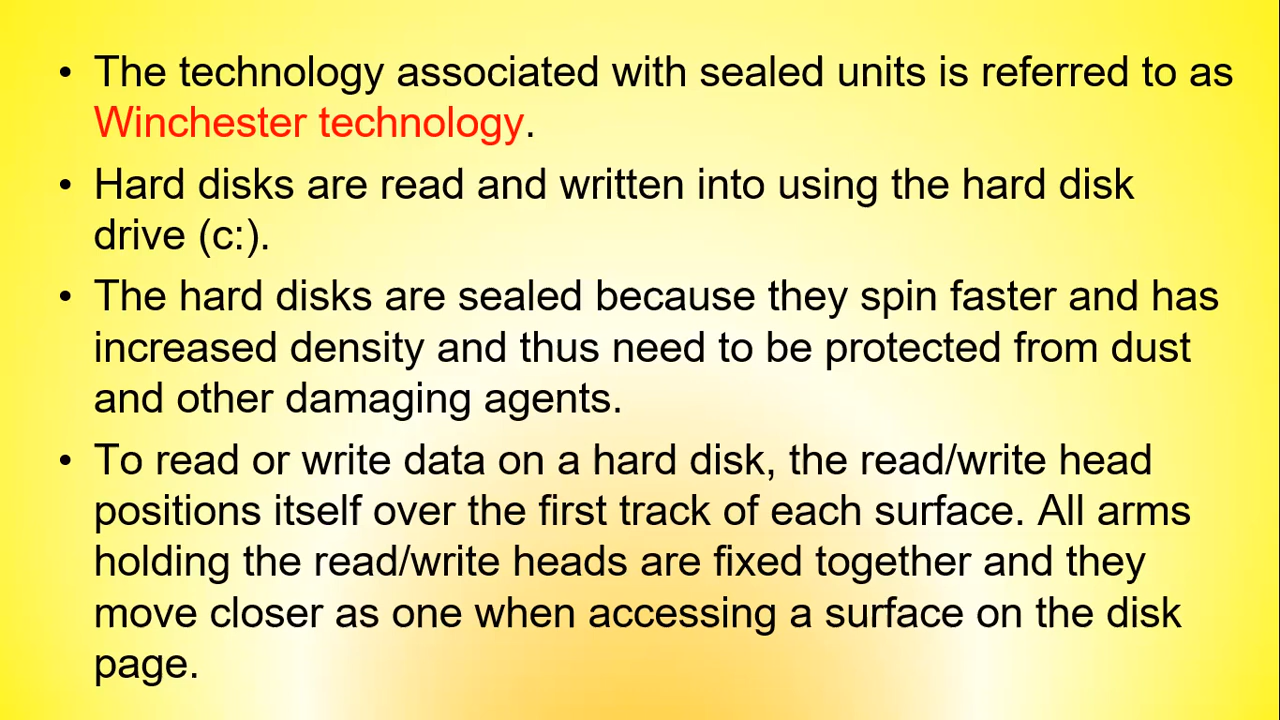 • The technology associated with sealed units is referred to as
Winchester technology.
• Hard disks are read and written into using the hard disk
drive (c:).
• The hard disks are sealed because they spin faster and has
increased density and thus need to be protected from dust
and other damaging agents.
• To read or write data on a hard disk, the read/write head
positions itself over the first track of each surface. All arms
holding the read/write heads are fixed together and they
move closer as one when accessing a surface on the disk
page.